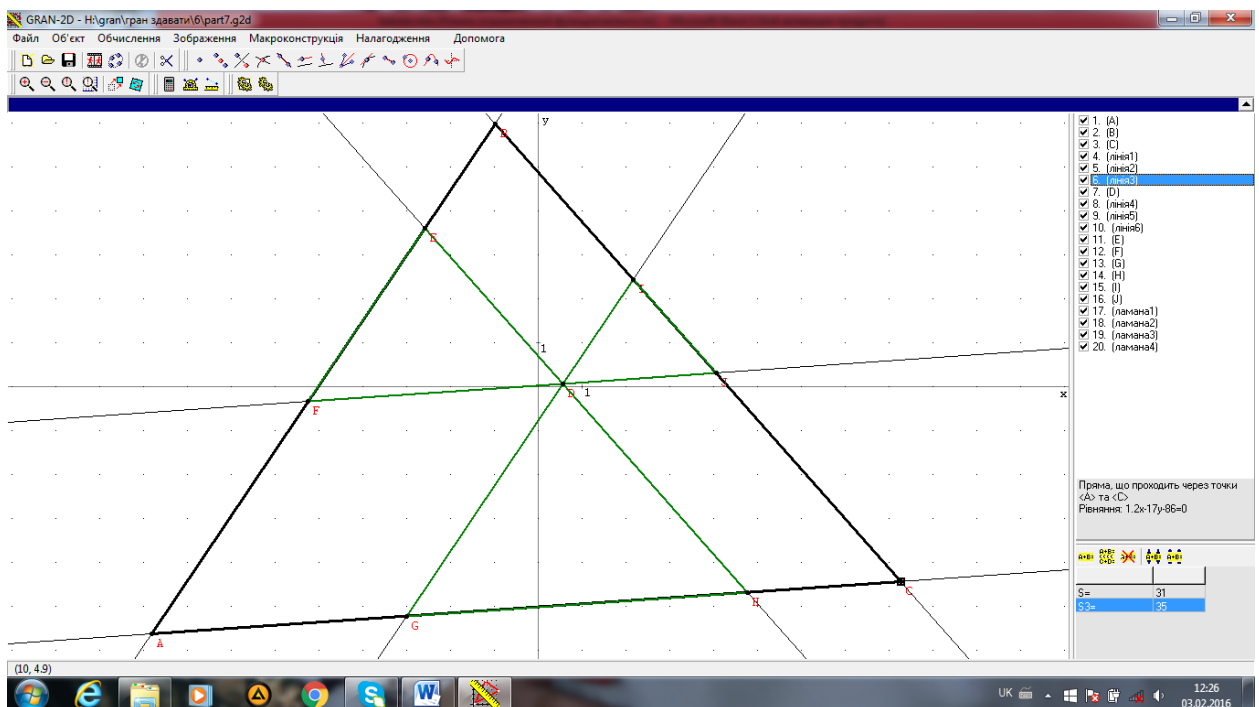 GRAN-2D - H:\gran\гран здавати\6\part7.g2d
Файл Об'єкт Обчислення Зображення Макроконструкція Налагодження Допомога
y
B
E
I
1
J
D
1
x
F
C
H
G
A
1. (A)
2. (B)
3. (C)
4. (лінія1)
5. (лінія2)
6. (лінія3)
7. (D)
8. (лінія4)
9. (лінія5)
10. (лінія6)
11. (E)
12. (F)
13. (G)
14. (H)
15. (I)
16. (J)
17. (ламана1)
18. (ламана2)
19. (ламана3)
20. (ламана4)
Пряма, що проходить через точки
<A> та <C>
Рівняння: 1.2x-17y-86=0
S= 31
S3= 35
(10, 4.9)
UK
12:26
03.02.2016